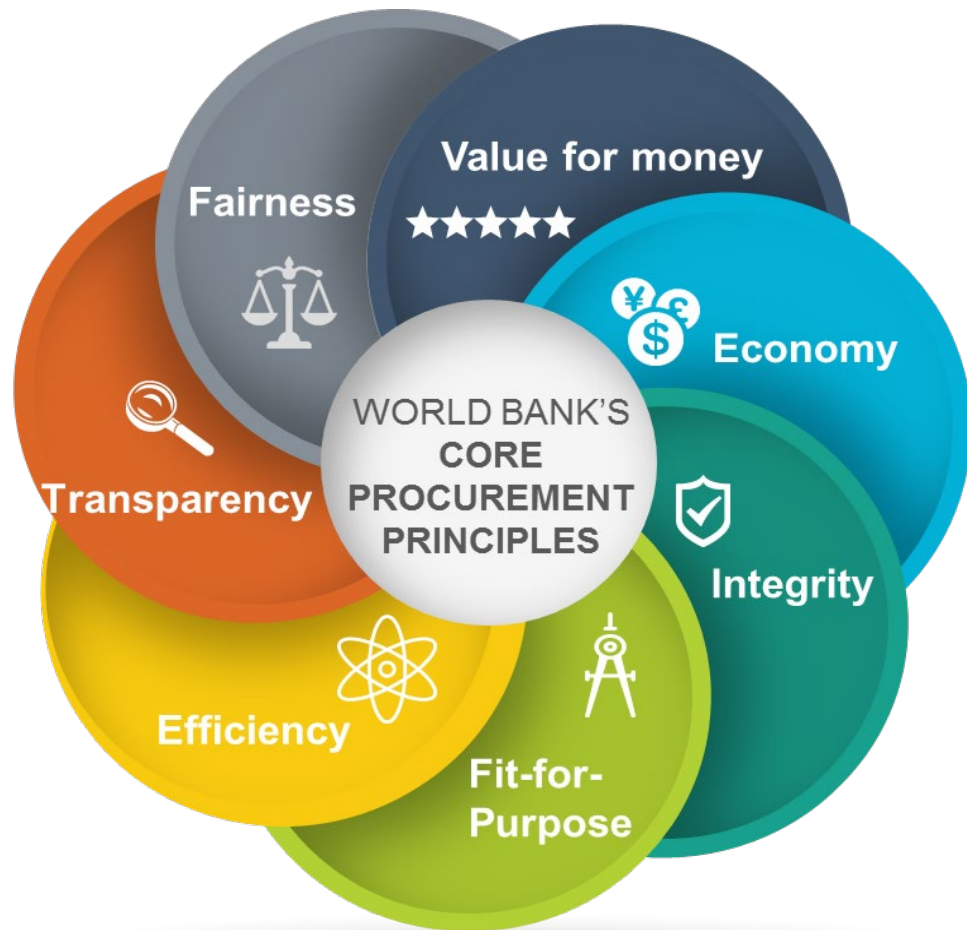 WORLD BANK'S
CORE
PROCUREMENT
PRINCIPLES
Value for money
Economy
¥ £
$
Integrity
Fit-for-
Purpose
Efficiency
Transparency
Fairness